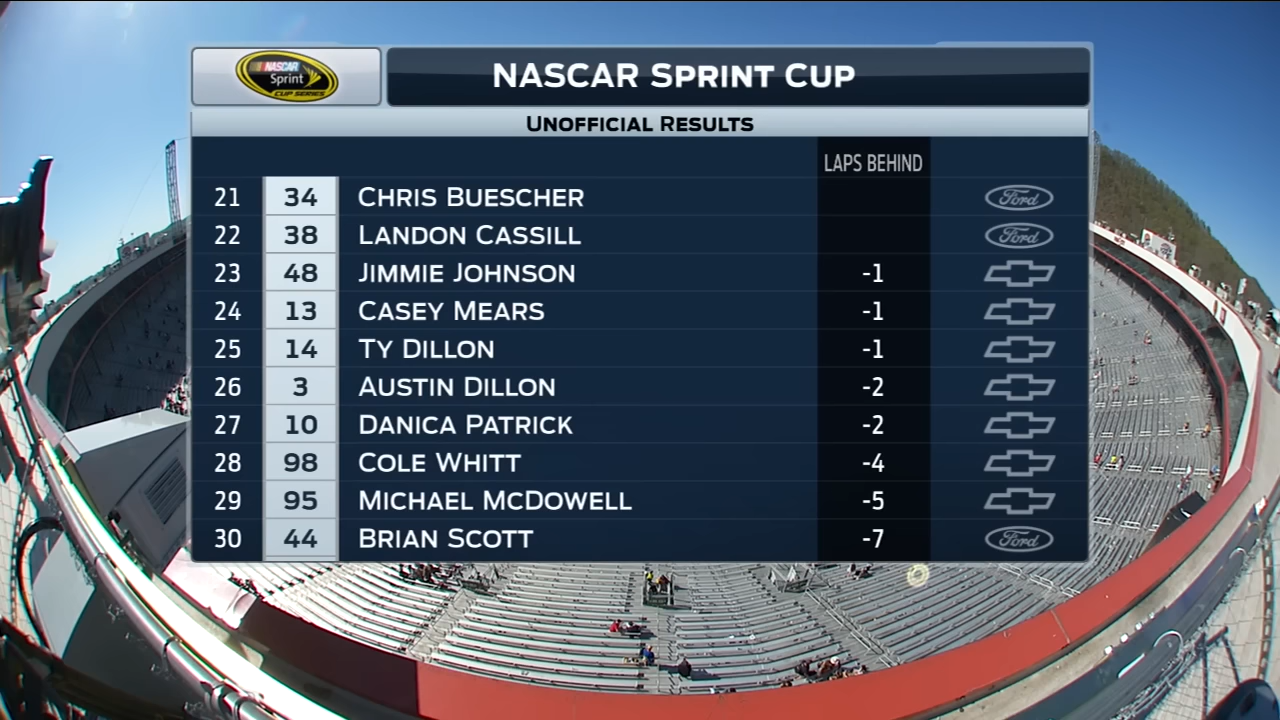 NASCAR
Sprint
CUP SERIES
NASCAR SPRINT CUP
UNOFFICIAL RESULTS
LAPS BEHIND
21 34 CHRIS BUESCHER Ford
22 38 LANDON CASSILL Ford
23 48 JIMMIE JOHNSON -1
24 13 CASEY MEARS -1
25 14 TY DILLON -1
26 3 AUSTIN DILLON -2
27 10 DANICA PATRICK -2
28 98 COLE WHITT -4
29 95 MICHAEL MCDOWELL -5
30 44 BRIAN SCOTT -7 Ford